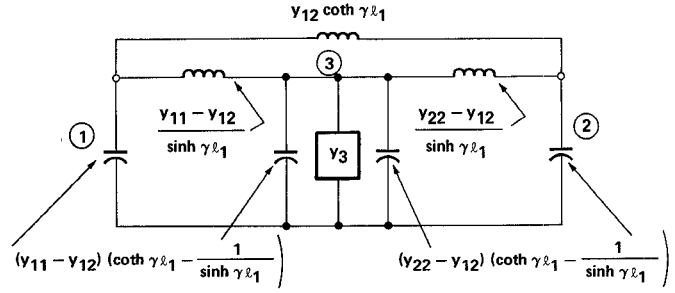 y12 coth γℓ1
3
y11 – y12
sinh γℓ1
y22 – y12
sinh γℓ1
1
2
y3
(y11 – y12) (coth γℓ1 – 1
sinh γℓ1 )
(y22 – y12) (coth γℓ1 – 1
sinh γℓ1 )